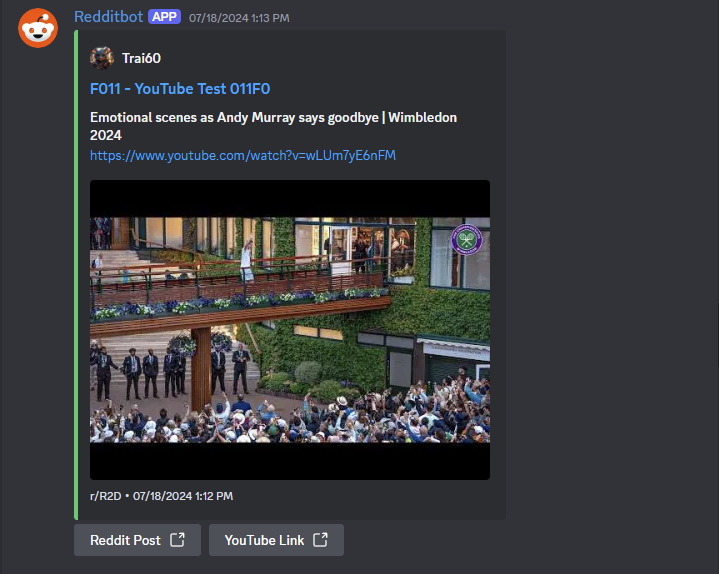 Redditbot APP 07/18/2024 1:13 PM
Trai60
F011 - YouTube Test 011F0
Emotional scenes as Andy Murray says goodbye | Wimbledon
2024
https://www.youtube.com/watch?v=wLUm7yE6nFM
r/R2D • 07/18/2024 1:12 PM
Reddit Post
YouTube Link